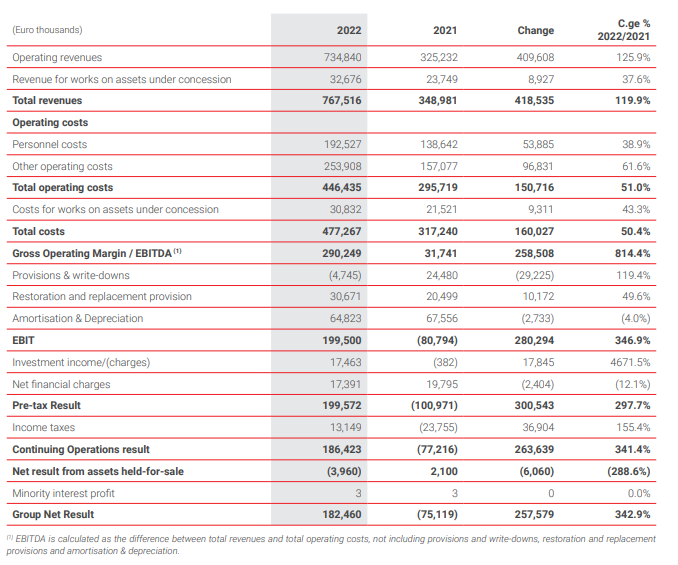 (Euro thousands) 2022 2021 Change C.ge % 2022/2021
Operating revenues 734,840 325,232 409,608 125.9%
Revenue for works on assets under concession 32,676 23,749 8,927 37.6%
Total revenues 767,516 348,981 418,535 119.9%
Operating costs
Personnel costs 192,527 138,642 53,885 38.9%
Other operating costs 253,908 157,077 96,831 61.6%
Total operating costs 446,435 295,719 150,716 51.0%
Costs for works on assets under concession 30,832 21,521 9,311 43.3%
Total costs 477,267 317,240 160,027 50.4%
Gross Operating Margin / EBITDA (1) 290,249 31,741 258,508 814.4%
Provisions & write-downs (4,745) 24,480 (29,225) 119.4%
Restoration and replacement provision 30,671 20,499 10,172 49.6%
Amortisation & Depreciation 64,823 67,556 (2,733) (4.0%)
EBIT 199,500 (80,794) 280,294 346.9%
Investment income/(charges) 17,463 (382) 17,845 4671.5%
Net financial charges 17,391 19,795 (2,404) (12.1%)
Pre-tax Result 199,572 (100,971) 300,543 297.7%
Income taxes 13,149 (23,755) 36,904 155.4%
Continuing Operations result 186,423 (77,216) 263,639 341.4%
Net result from assets held-for-sale (3,960) 2,100 (6,060) (288.6%)
Minority interest profit 3 3 0 0.0%
Group Net Result 182,460 (75,119) 257,579 342.9%
(1) EBITDA is calculated as the difference between total revenues and total operating costs, not including provisions and write-downs, restoration and replacement
provisions and amortisation & depreciation.